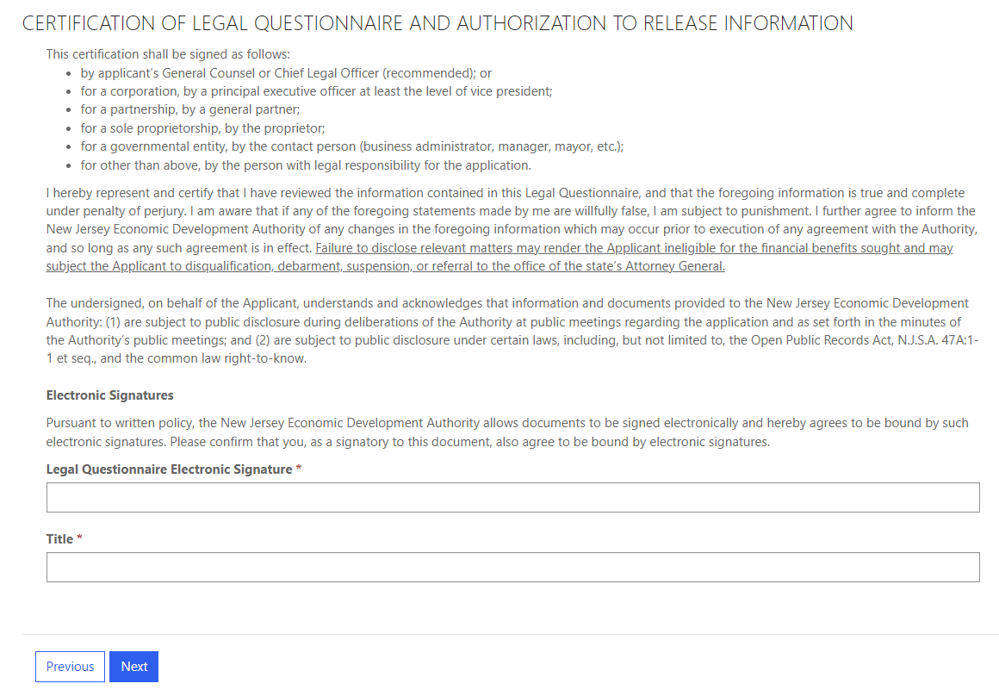 CERTIFICATION OF LEGAL QUESTIONNAIRE AND AUTHORIZATION TO RELEASE INFORMATION
This certification shall be signed as follows:
• by applicant's General Counsel or Chief Legal Officer (recommended); or
• for a corporation, by a principal executive officer at least the level of vice president;
• for a partnership, by a general partner;
• for a sole proprietorship, by the proprietor;
• for a governmental entity, by the contact person (business administrator, manager, mayor, etc.);
• for other than above, by the person with legal responsibility for the application.
I hereby represent and certify that I have reviewed the information contained in this Legal Questionnaire, and that the foregoing information is true and complete
under penalty of perjury. I am aware that if any of the foregoing statements made by me are willfully false, I am subject to punishment. I further agree to inform the
New Jersey Economic Development Authority of any changes in the foregoing information which may occur prior to execution of any agreement with the Authority,
and so long as any such agreement is in effect. Failure to disclose relevant matters may render the Applicant ineligible for the financial benefits sought and may
subject the Applicant to disqualification, debarment, suspension, or referral to the office of the state's Attorney General.
The undersigned, on behalf of the Applicant, understands and acknowledges that information and documents provided to the New Jersey Economic Development
Authority: (1) are subject to public disclosure during deliberations of the Authority at public meetings regarding the application and as set forth in the minutes of
the Authority's public meetings; and (2) are subject to public disclosure under certain laws, including, but not limited to, the Open Public Records Act, N.J.S.A. 47A:1-
1 et seq., and the common law right-to-know.
Electronic Signatures
Pursuant to written policy, the New Jersey Economic Development Authority allows documents to be signed electronically and hereby agrees to be bound by such
electronic signatures. Please confirm that you, as a signatory to this document, also agree to be bound by electronic signatures.
Legal Questionnaire Electronic Signature *
Title *
Previous Next